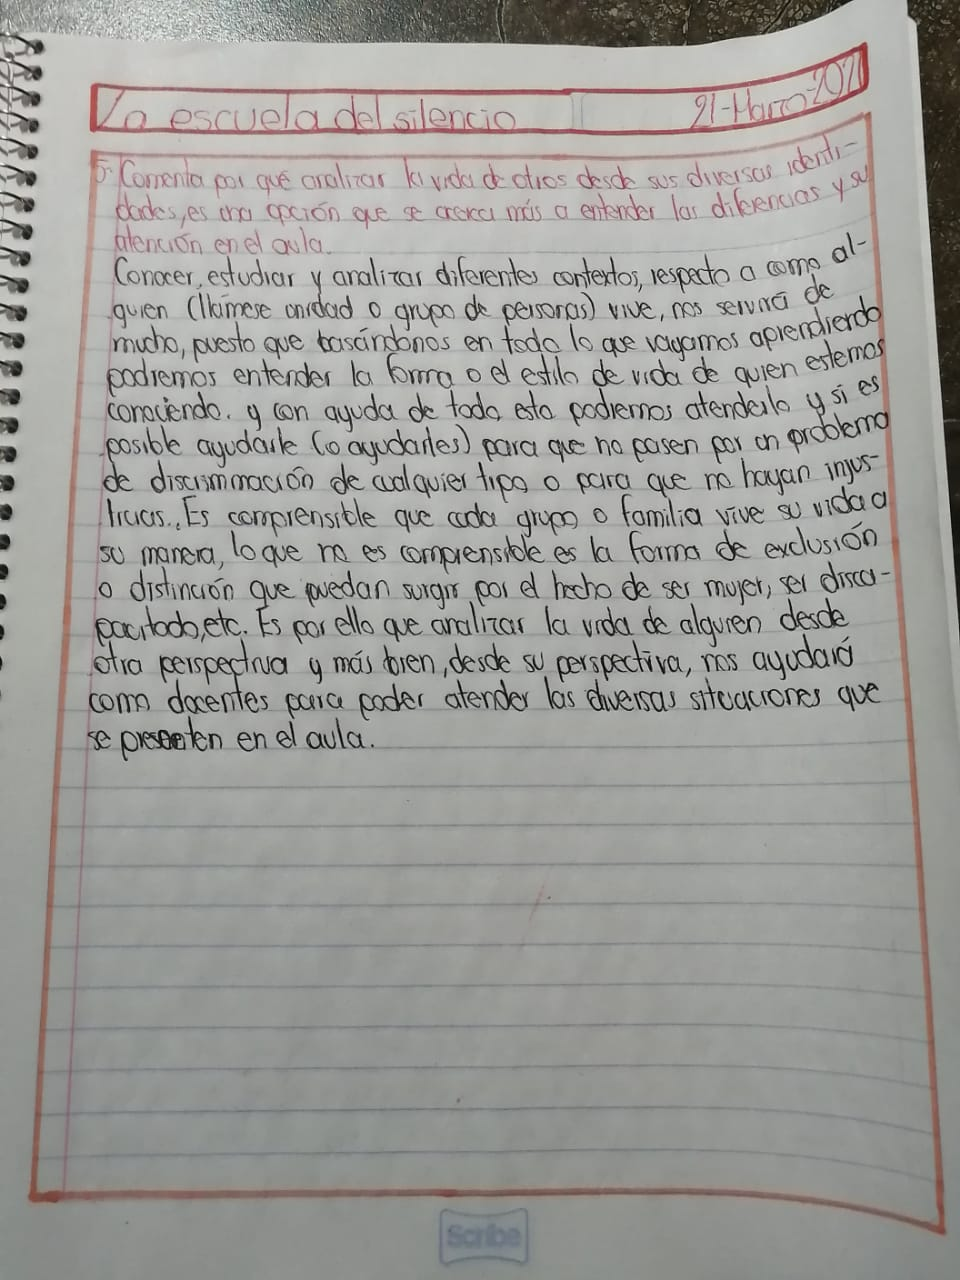 La escuela del silencio 21-Marzo-2021
5- Comenta por qué analizar la vida de otros desde sus diversas identi-
dades, es una opción que se acerca más a entender las diferencias y su
atención en el aula.
Conocer, estudiar y analizar diferentes contextos, respecto a como al-
guien (llámese unidad o grupo de personas) vive, nos servirá de
mucho, puesto que basándonos en todo lo que vayamos aprendiendo
podremos entender la forma o el estilo de vida de quien estemos
conociendo. y con ayuda de todo esto podremos atenderlo y si es
posible ayudarle (o ayudarles) para que no pasen por un problema
de discriminación de cualquier tipo o para que no hayan injus-
ticias. Es comprensible que cada grupo o familia vive su vida a
su manera, lo que no es comprensible es la forma de exclusión
o distinción que puedan surgir por el hecho de ser mujer, ser disca-
pacitado, etc. Es por ello que analizar la vida de alguien desde
otra perspectiva y más bien, desde su perspectiva, nos ayudará
como docentes para poder atender las diversas situaciones que
se presenten en el aula.
Scribe